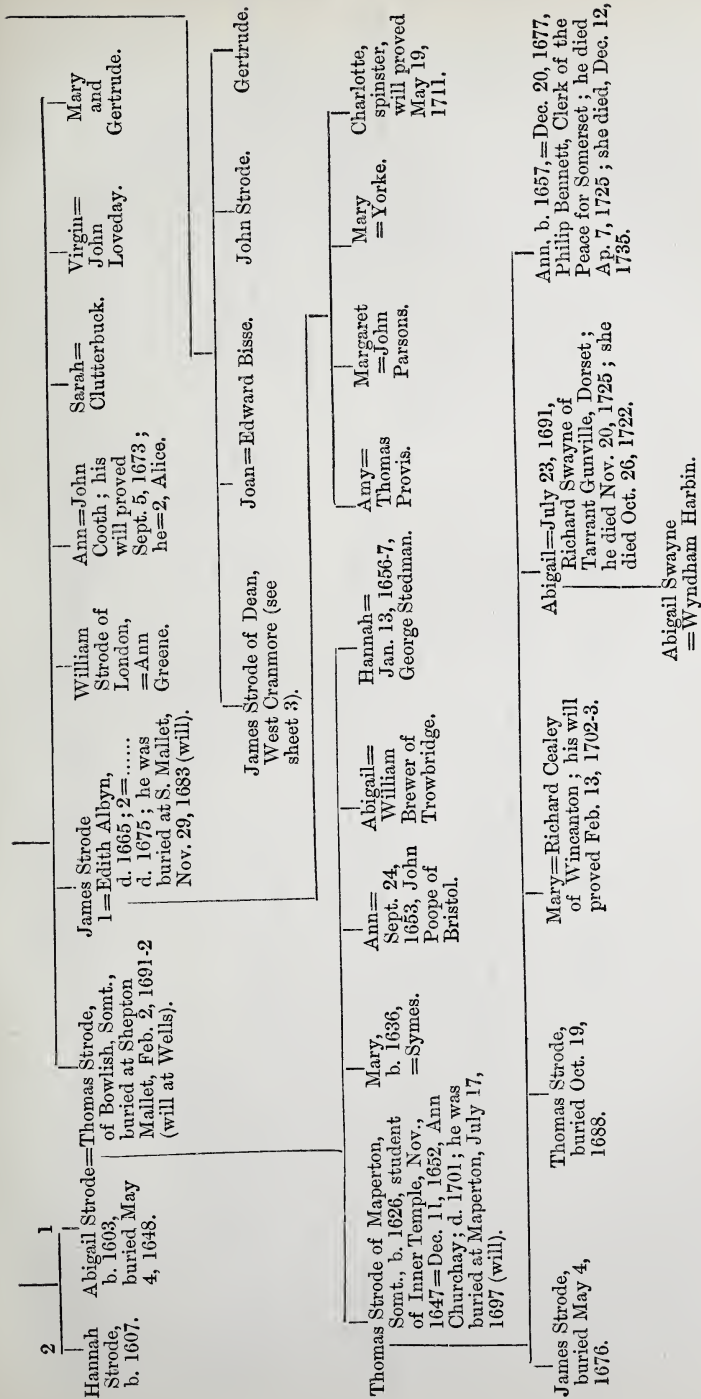 2
Hannah
Strode,
b. 1607.
1
Abigail Strode=Thomas Strode,
b. 1603,
buried May
4, 1648.
of Bowlish, Somt.,
buried at Shepton
Mallet, Feb. 2, 1691-2
(will at Wells).
James Strode
1=Edith Albyn,
d. 1665; 2=......
d. 1675; he was
buried at S. Mallet,
Nov. 29, 1683 (will).
William
Strode of
London,
=Ann
Greene.
Ann=John
Cooth; his
will proved
Sept. 5, 1673;
he=2, Alice.
Sarah=
Clutterbuck.
Virgin=
John
Loveday.
Mary
and
Gertrude.
James Strode of Dean,
West Cranmore (see
sheet 3).
Joan=Edward Bisse.
John Strode.
Gertrude.
Thomas Strode of Maperton,
Somt., b. 1626, student
of Inner Temple, Nov.,
1647=Dec. 11, 1652, Ann
Churchay; d. 1701; he was
buried at Maperton, July 17,
1697 (will).
Mary,
b. 1636,
=Symes.
Ann=
Sept. 24,
1653, John
Poope of
Bristol.
Abigail=
William
Brewer of
Trowbridge.
Hannah=
Jan. 13, 1656-7,
George Stedman.
Amy=
Thomas
Provis.
Margaret
=John
Parsons.
Mary
=Yorke.
Charlotte,
spinster,
will proved
May 19,
1711.
James Strode,
buried May 4,
1676.
Thomas Strode,
buried Oct. 19,
1688.
Mary=Richard Cealey
of Wincanton; his will
proved Feb. 13, 1702-3.
Abigail=July 23, 1691,
Richard Swayne of
Tarrant Gunville, Dorset;
he died Nov. 20, 1725; she
died Oct. 26, 1722.
Ann, b. 1657,=Dec. 20, 1677,
Philip Bennett, Clerk of the
Peace for Somerset; he died
Ap. 7, 1725; she died, Dec. 12,
1735.
Abigail Swayne
=Wyndham Harbin.